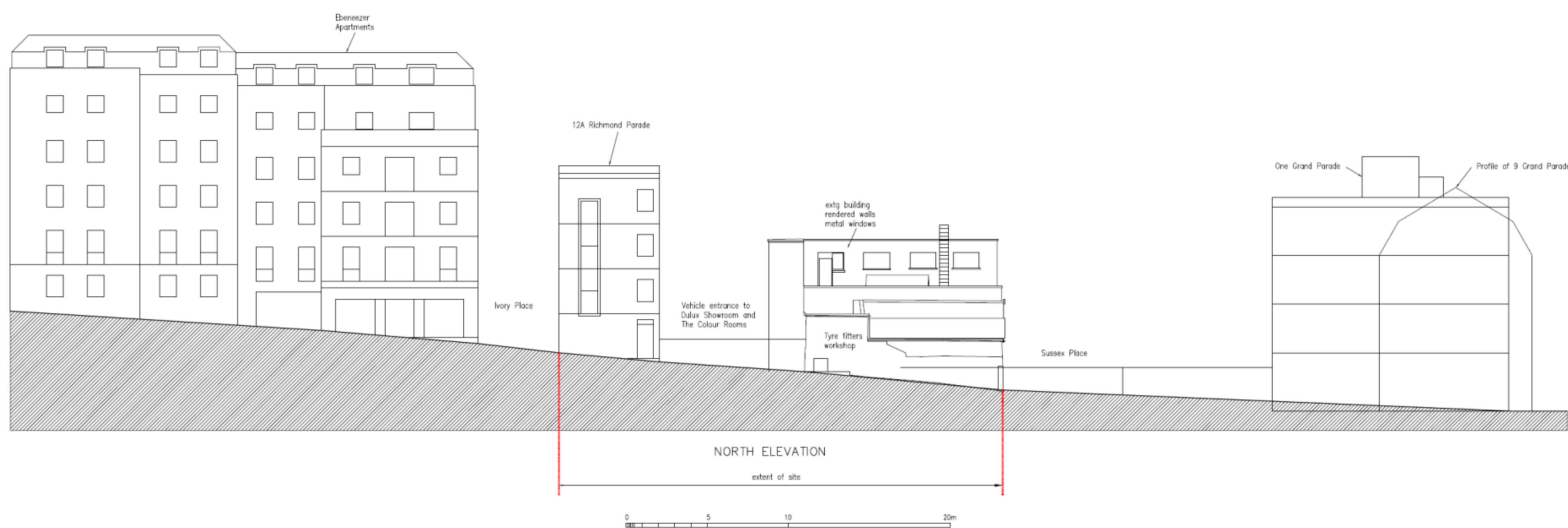 Ebeneezer
Apartments
12A Richmond Parade
One Grand Parade
Profile of 9 Grand Parade
extg building
rendered walls
metal windows
Ivory Place
Vehicle entrance to
Dulux Showroom and
The Colour Rooms
Tyre fitters
workshop
Sussex Place
NORTH ELEVATION
extent of site
0 5 10 20m